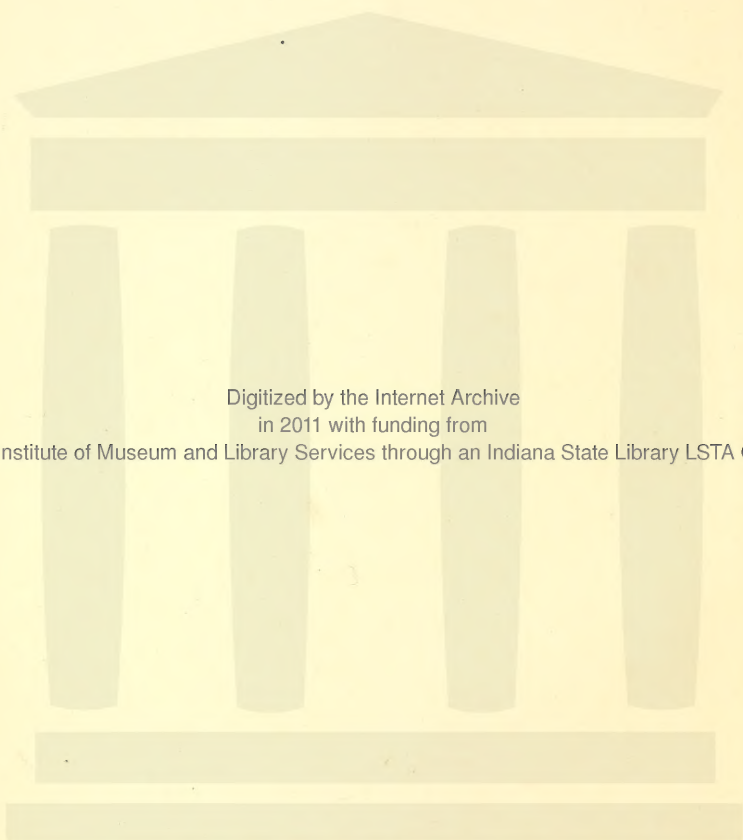 Digitized by the Internet Archive
in 2011 with funding from
nstitute of Museum and Library Services through an Indiana State Library LSTA